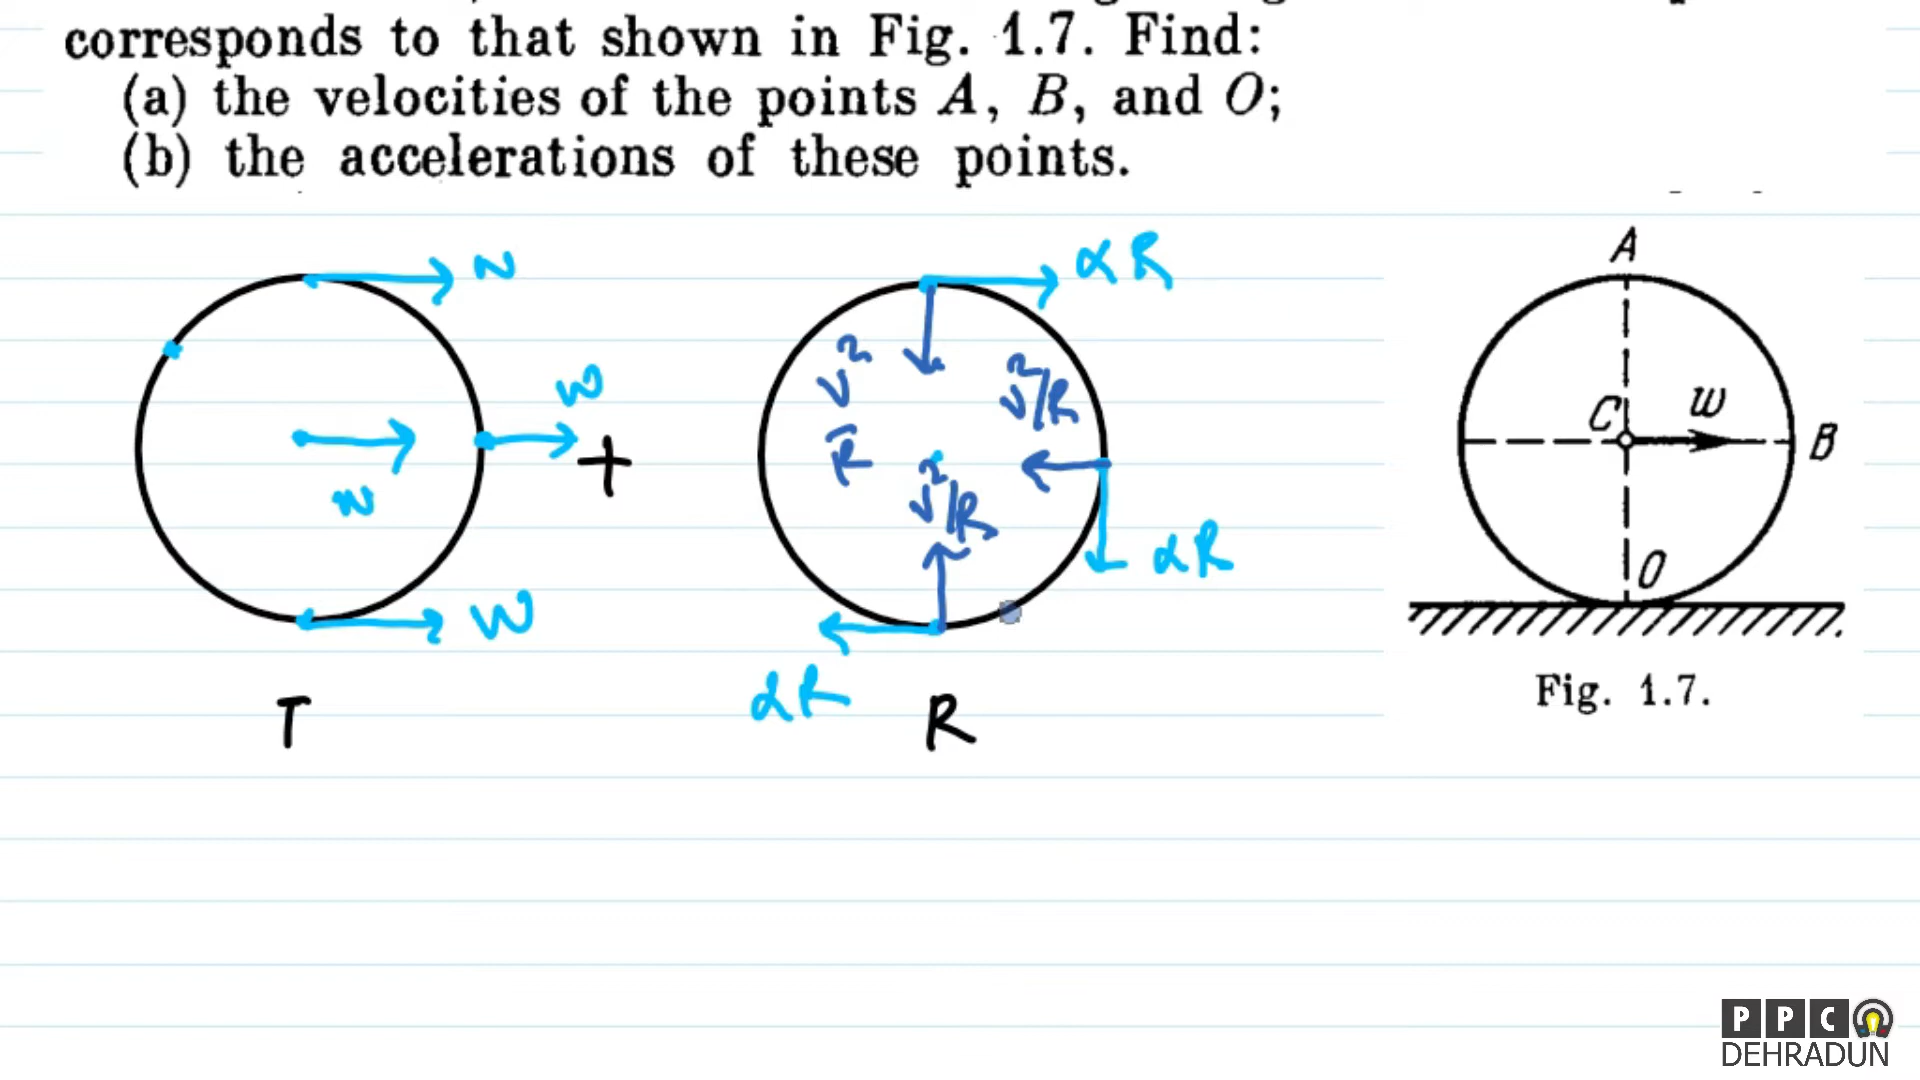 corresponds to that shown in Fig. 1.7. Find:
(a) the velocities of the points A, B, and O;
(b) the accelerations of these points.
w
αR
A
w
V²/R
V²/R
C w B
+
w
V²/R
αR
O
w
αR
T
R
Fig. 1.7.
PPC
DEHRADUN